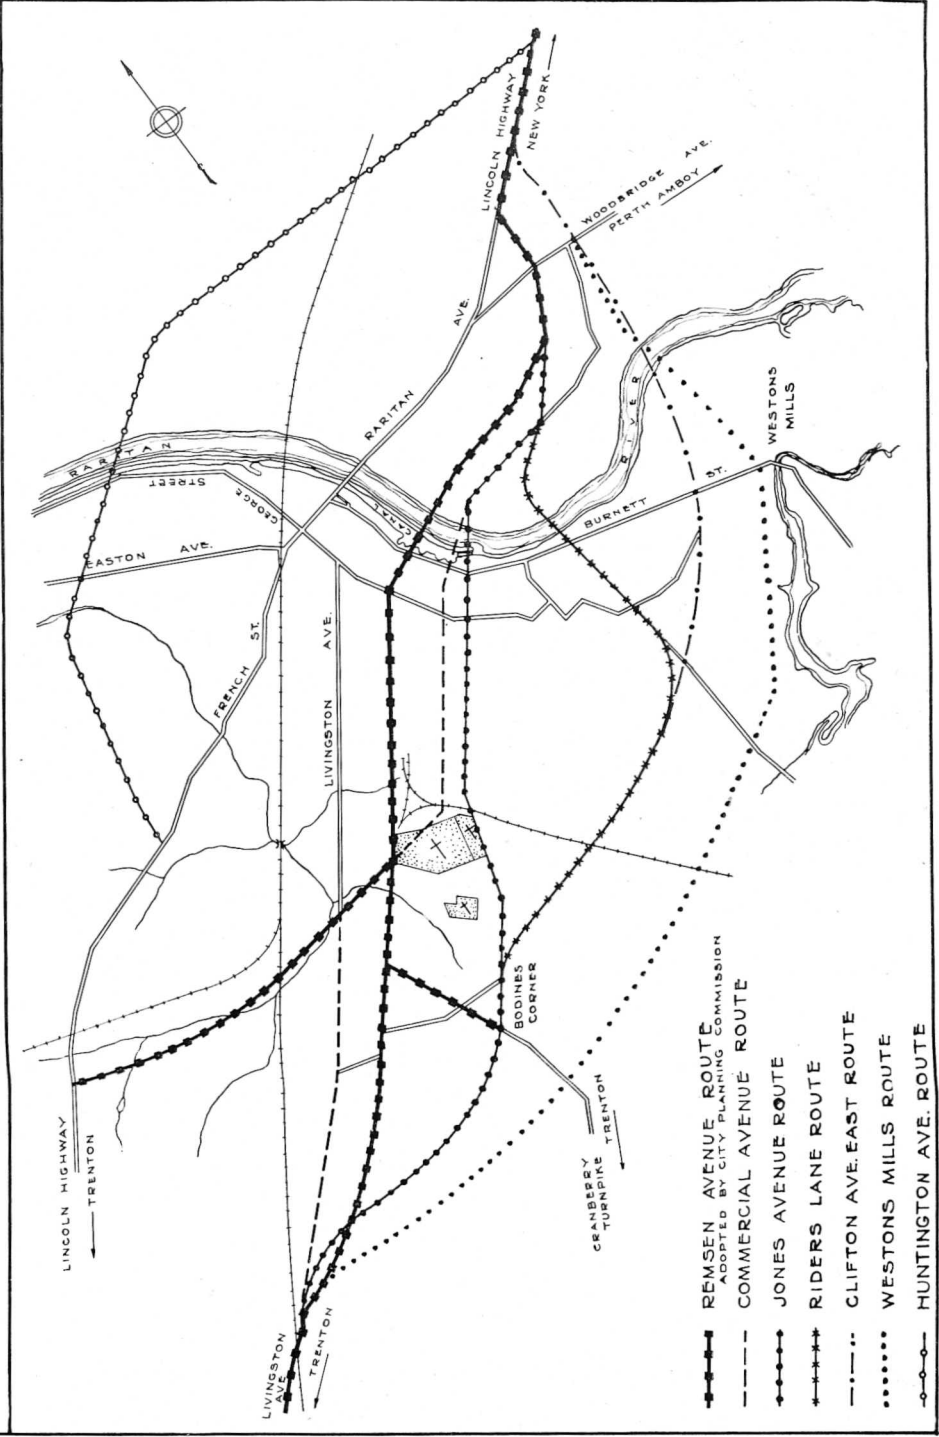 LINCOLN HIGHWAY
NEW YORK
WOODBRIDGE AVE.
PERTH AMBOY
RARITAN AVE.
RARITAN
RIVER
WESTONS
MILLS
GEORGE STREET
CANAL
BURNETT ST.
EASTON AVE.
FRENCH ST.
LIVINGSTON AVE.
BODINES
CORNER
LINCOLN HIGHWAY
TRENTON
CRANBERRY
TURNPIKE
TRENTON
LIVINGSTON
AVE
TRENTON
REMSEN AVENUE ROUTE
ADOPTED BY CITY PLANNING COMMISSION
COMMERCIAL AVENUE ROUTE
JONES AVENUE ROUTE
RIDERS LANE ROUTE
CLIFTON AVE. EAST ROUTE
WESTONS MILLS ROUTE
HUNTINGTON AVE. ROUTE